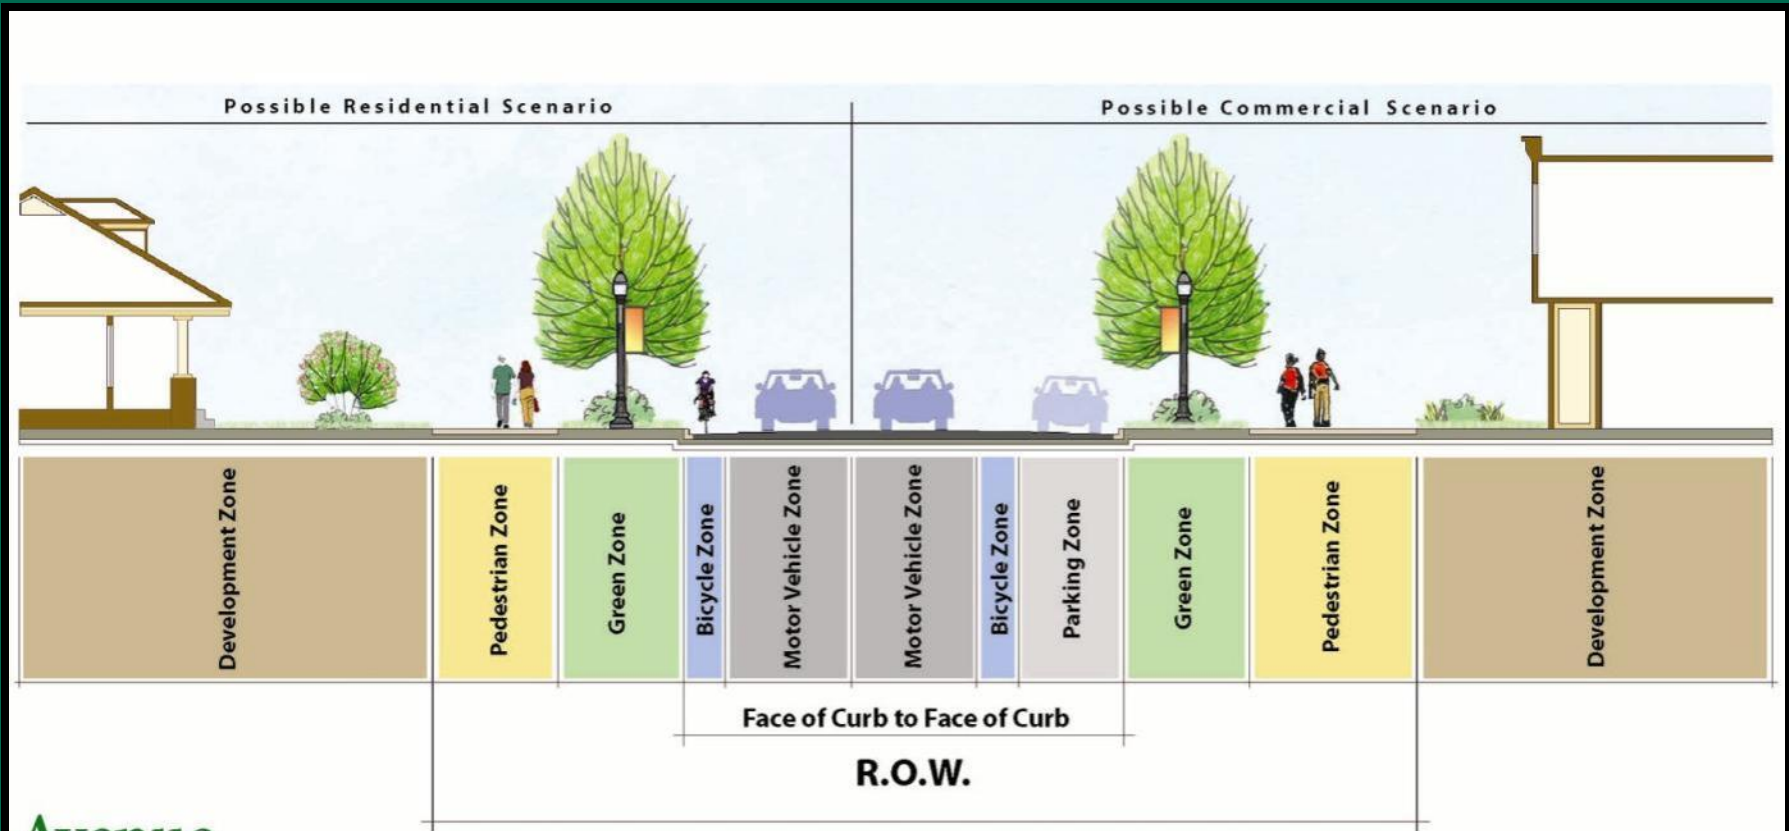 Possible Residential Scenario
Possible Commercial Scenario
Development Zone
Pedestrian Zone
Green Zone
Bicycle Zone
Motor Vehicle Zone
Motor Vehicle Zone
Bicycle Zone
Parking Zone
Green Zone
Pedestrian Zone
Development Zone
Face of Curb to Face of Curb
R.O.W.